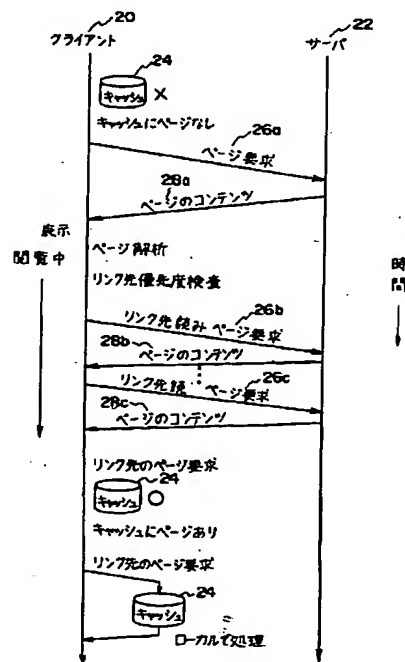 20
クライアント
22
サーバ
24
キャッシュ ×
キャッシュにページなし
26a
ページ要求
28a
ページのコンテンツ
表示
閲覧中
ページ解析
リンク先優先度検査
時間
26b
リンク先読みページ要求
28b
ページのコンテンツ
26c
リンク先読ページ要求
28c
ページのコンテンツ
リンク先のページ要求
24
キャッシュ ○
キャッシュにページあり
リンク先のページ要求
24
キャッシュ
ローカルで処理